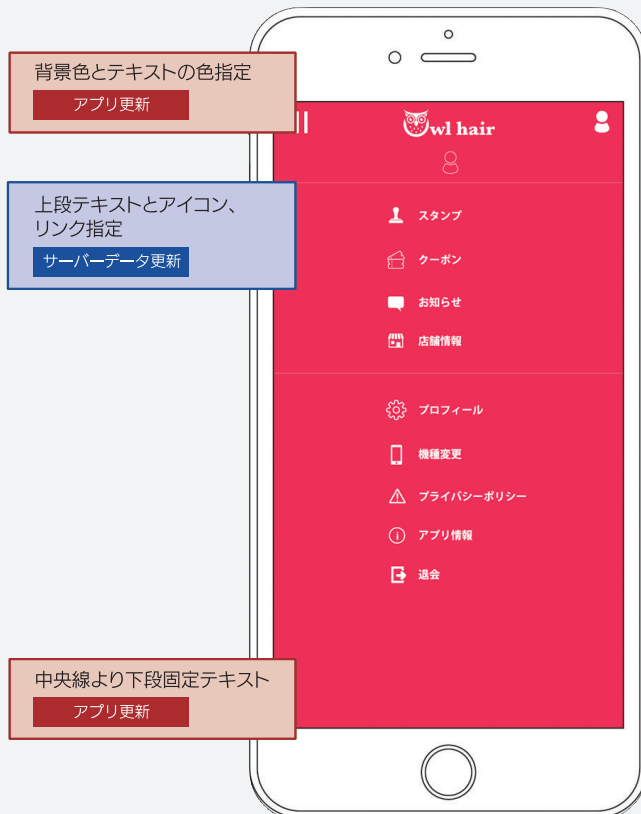 背景色とテキストの色指定
アプリ更新
上段テキストとアイコン、
リンク指定
サーバーデータ更新
中央線より下段固定テキスト
アプリ更新
Owl hair
スタンプ
クーポン
お知らせ
店舗情報
プロフィール
機種変更
プライバシーポリシー
アプリ情報
退会